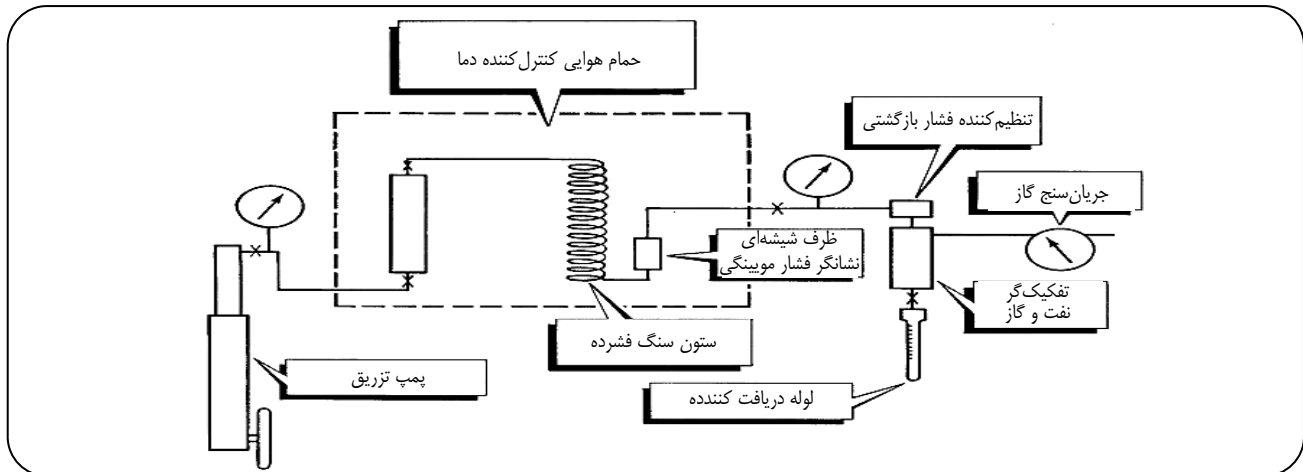 حمام هوایی کنترل‌کننده دما
تنظیم‌کننده فشار بازگشتی
جریان‌سنج گاز
ظرف شیشه‌ای
نشانگر فشار مویینگی
تفکیک‌گر
نفت و گاز
ستون سنگ فشرده
پمپ تزریق
لوله دریافت کنندده